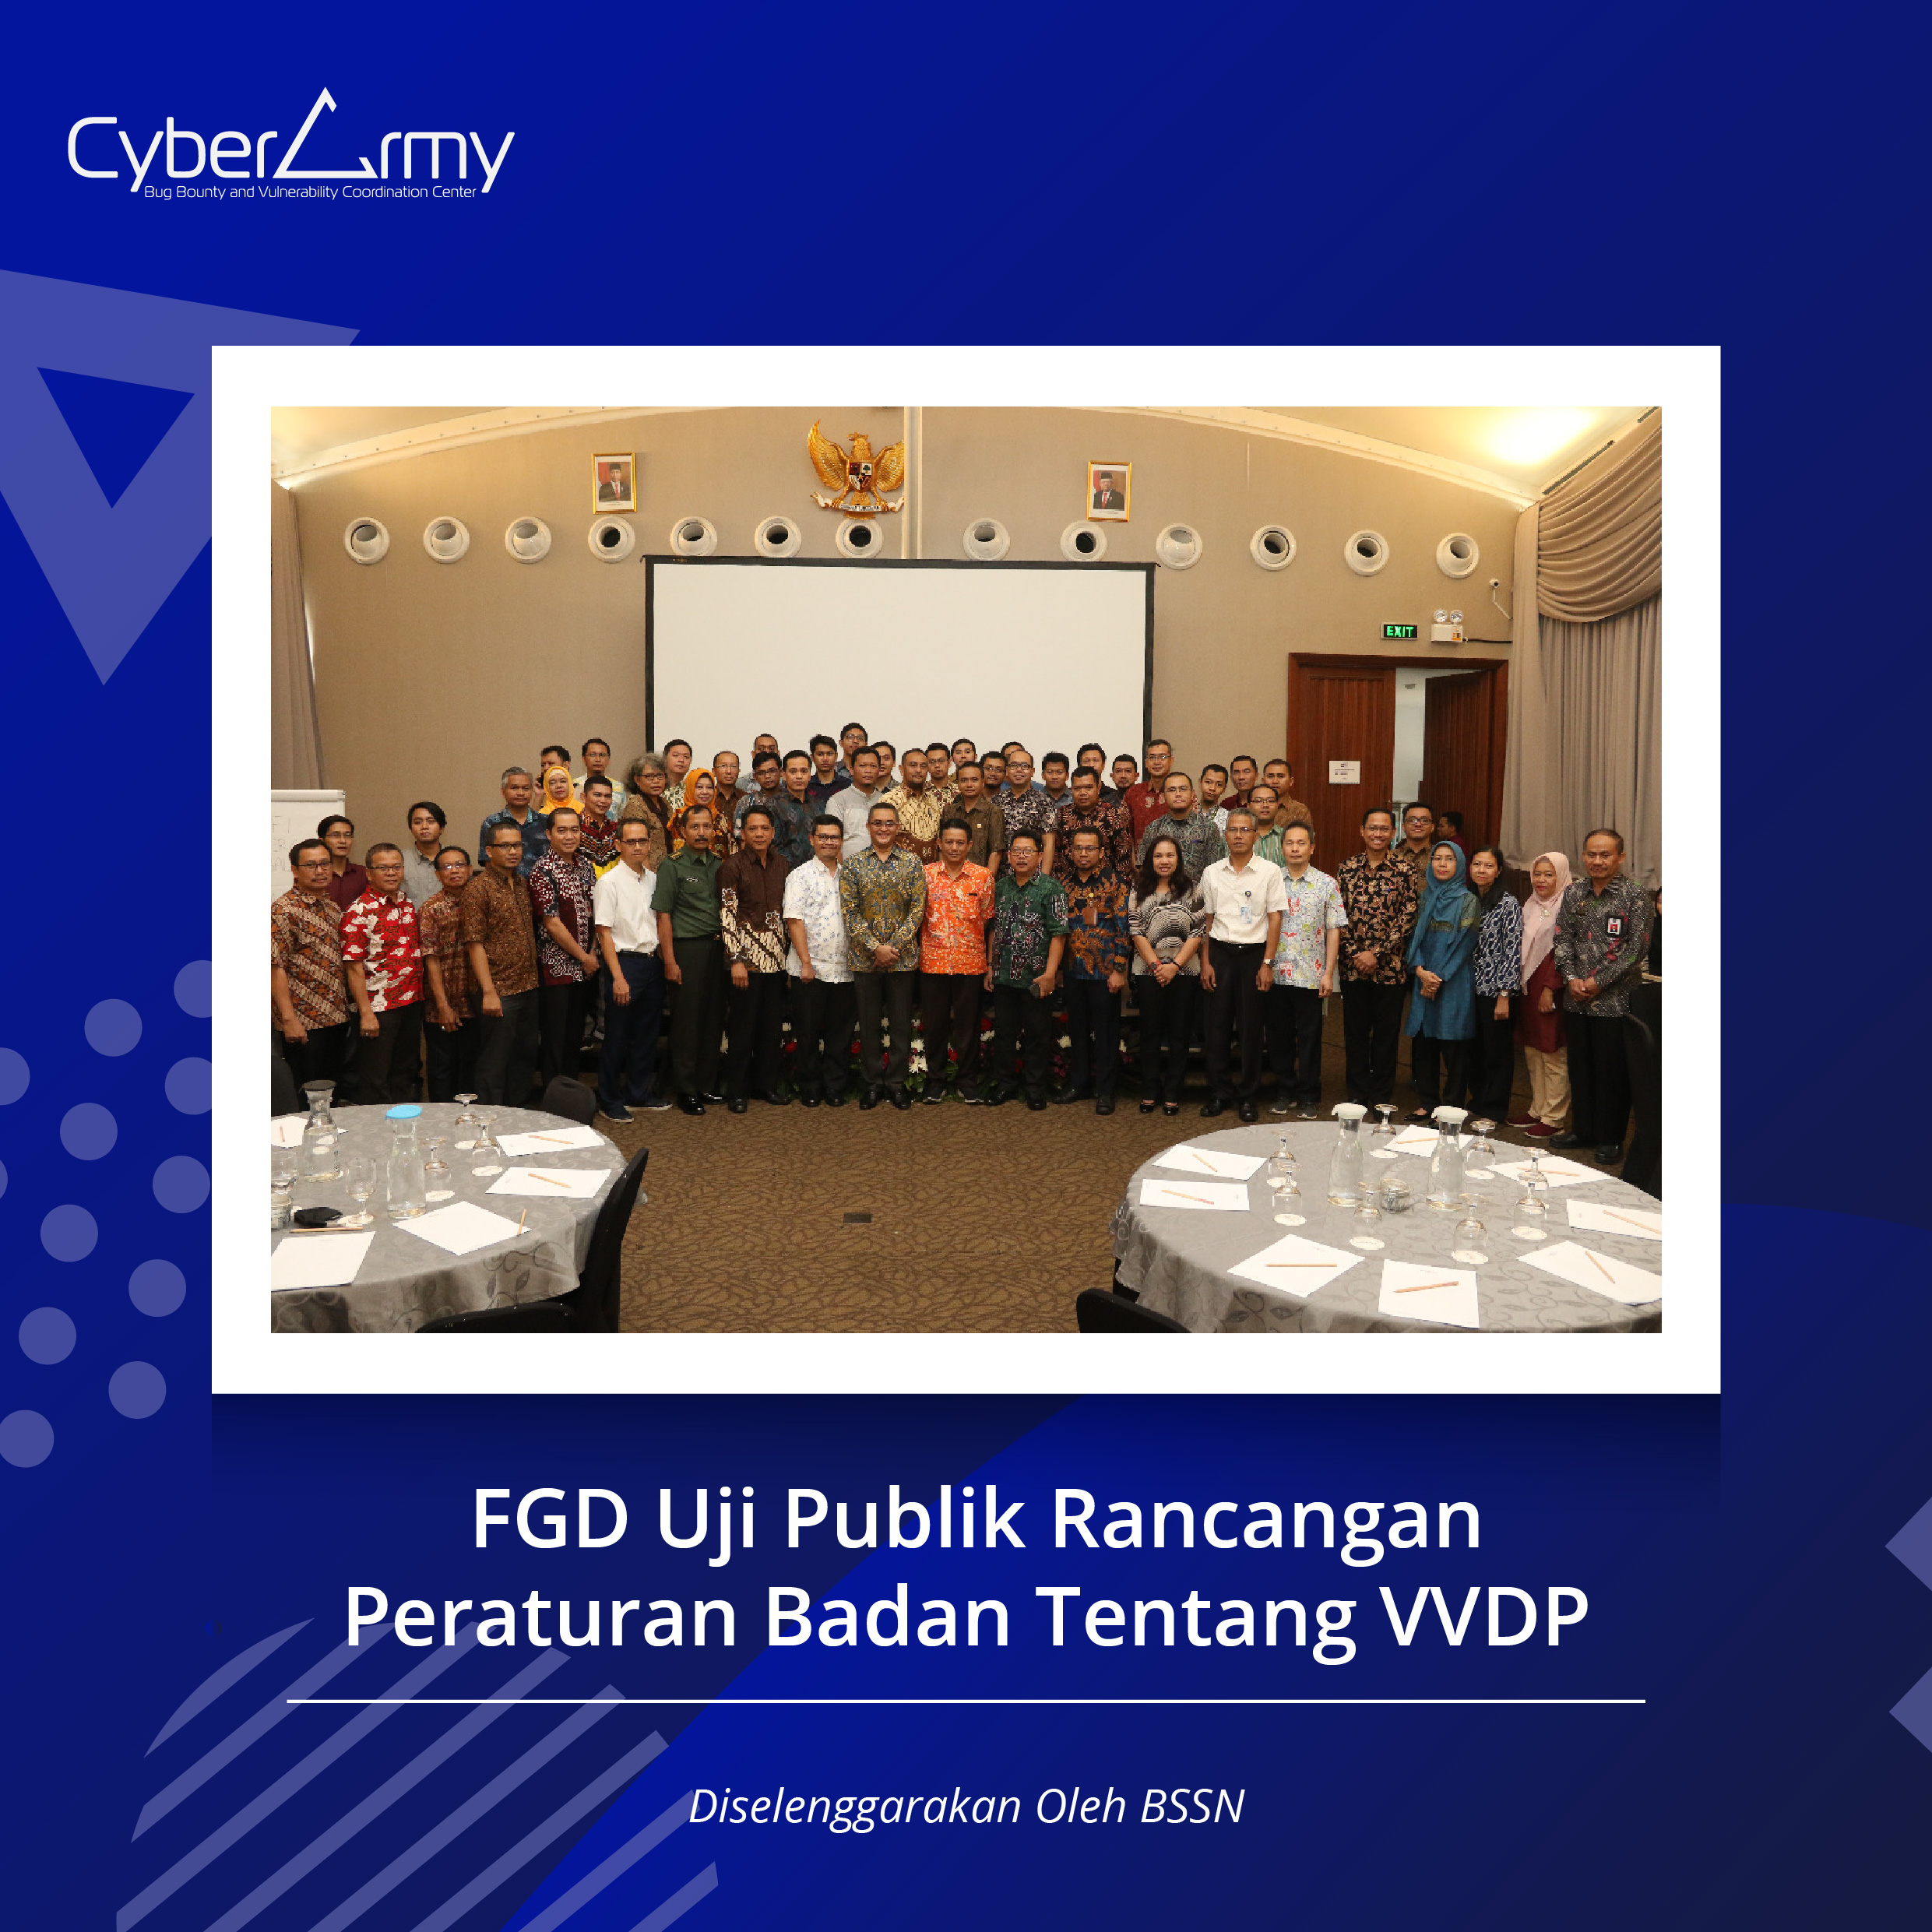 CyberArmy
Bug Bounty and Vulnerability Coordination Center
EXIT
FGD Uji Publik Rancangan
Peraturan Badan Tentang VVDP
Diselenggarakan Oleh BSSN